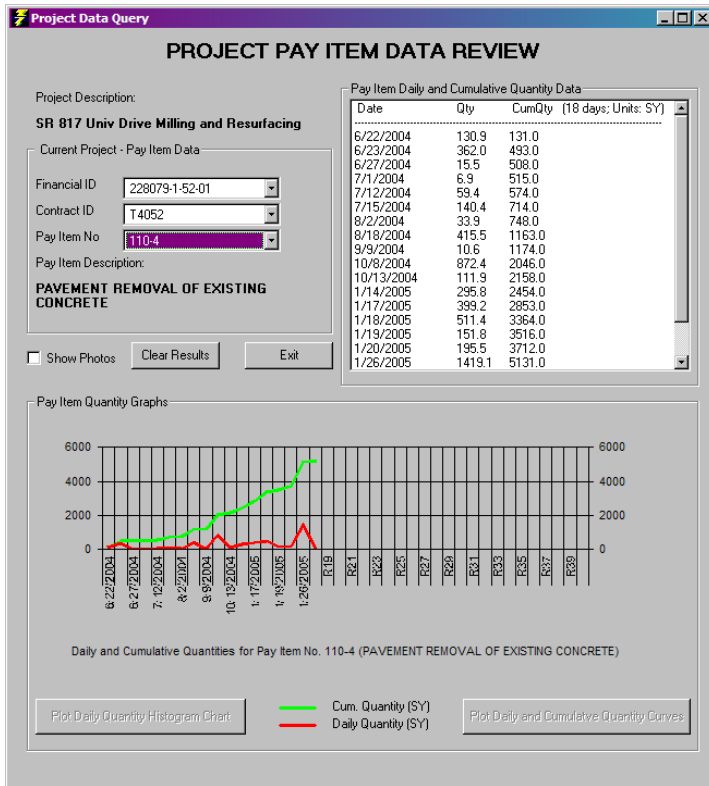 Project Data Query
PROJECT PAY ITEM DATA REVIEW
Project Description:
SR 817 Univ Drive Milling and Resurfacing
Current Project - Pay Item Data
Financial ID 228079-1-52-01
Contract ID T4052
Pay Item No 110-4
Pay Item Description:
PAVEMENT REMOVAL OF EXISTING
CONCRETE
Show Photos Clear Results Exit
Pay Item Daily and Cumulative Quantity Data
Date Qty CumQty (18 days; Units: SY)
6/22/2004 130.9 131.0
6/23/2004 362.0 493.0
6/27/2004 15.5 508.0
7/1/2004 6.9 515.0
7/12/2004 59.4 574.0
7/15/2004 140.4 714.0
8/2/2004 33.9 748.0
8/18/2004 415.5 1163.0
9/9/2004 10.6 1174.0
10/8/2004 872.4 2046.0
10/13/2004 111.9 2158.0
1/14/2005 295.8 2454.0
1/17/2005 399.2 2853.0
1/18/2005 511.4 3364.0
1/19/2005 151.8 3516.0
1/20/2005 195.5 3712.0
1/26/2005 1419.1 5131.0
Pay Item Quantity Graphs
6000 6000
4000 4000
2000 2000
0 0
6/22/2004 6/27/2004 7/12/2004 8/2/2004 9/9/2004 10/13/2004 1/17/2005 1/19/2005 1/26/2005 R19 R21 R23 R25 R27 R29 R31 R33 R35 R37 R39
Daily and Cumulative Quantities for Pay Item No. 110-4 (PAVEMENT REMOVAL OF EXISTING CONCRETE)
Plot Daily Quantity Histogram Chart
Cum. Quantity (SY)
Daily Quantity (SY)
Plot Daily and Cumulatve Quantity Curves